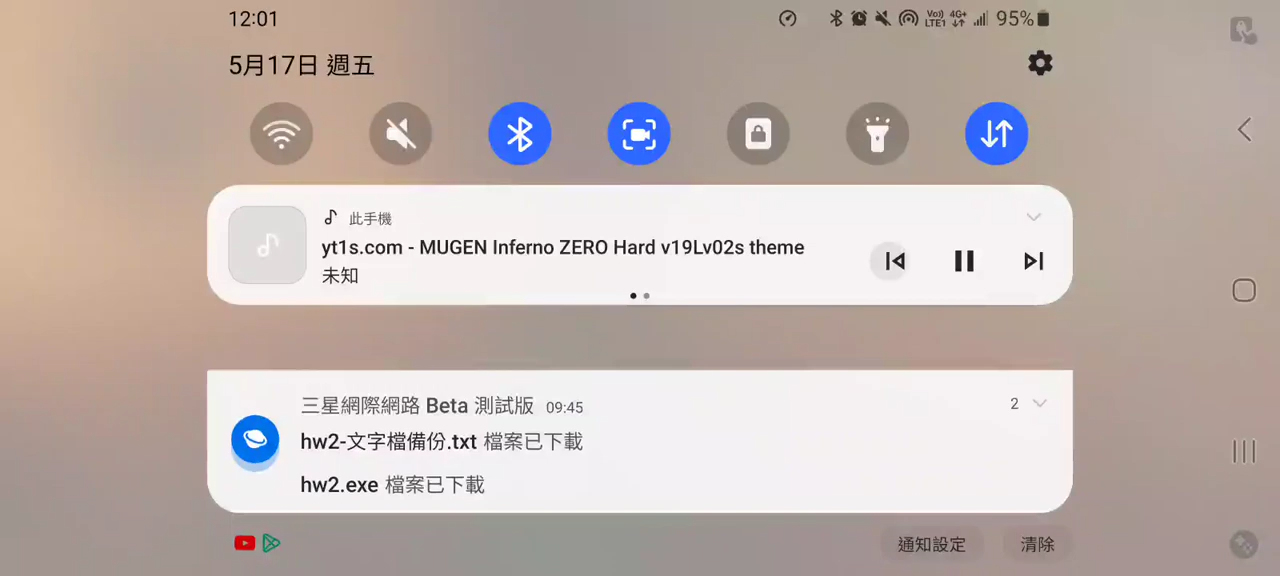 12:01
Vo)) LTE1 4G+ 95%
5月17日 週五
此手機
yt1s.com - MUGEN Inferno ZERO Hard v19Lv02s theme
未知
三星網際網路 Beta 測試版 09:45
2
hw2-文字檔備份.txt 檔案已下載
hw2.exe 檔案已下載
通知設定 清除